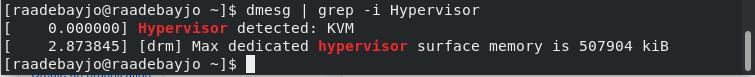 [raadebayjo@raadebayjo ~]$ dmesg | grep -i Hypervisor
[    0.000000] Hypervisor detected: KVM
[    2.873845] [drm] Max dedicated hypervisor surface memory is 507904 kiB
[raadebayjo@raadebayjo ~]$